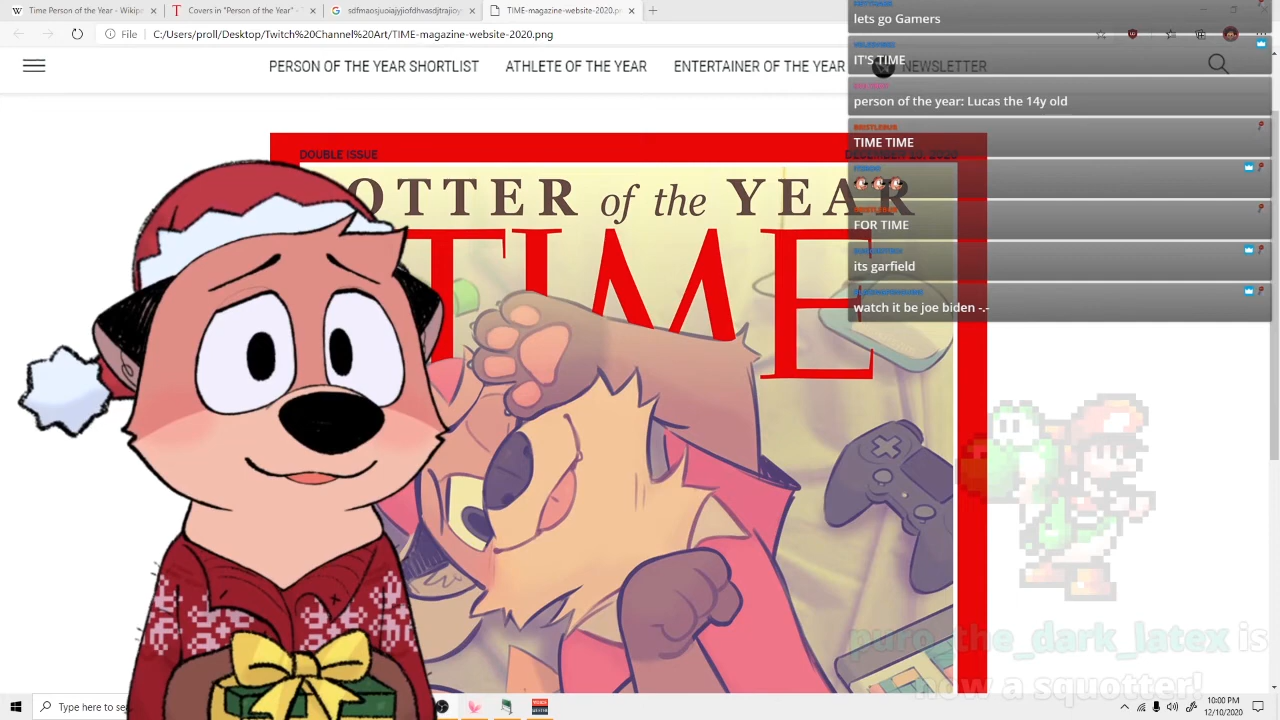 Time Person of the Year - Wikipe
Covers in Person of the Year | T
TIME-magazine-website-2020.p
C:/Users/proll/Desktop/Twitch%20Channel%20Art/TIME-magazine-website-2020.png
lets go Gamers
PERSON OF THE YEAR SHORTLIST
ATHLETE OF THE YEAR
ENTERTAINER OF THE YEAR
NEWSLETTER
IT'S TIME
person of the year: Lucas the 14y old
TIME TIME
DOUBLE ISSUE
DECEMBER 10, 2020
OTTER of the YEAR
TIME
FOR TIME
its garfield
watch it be joe biden -.-
puro_the_dark_latex is
now a squotter!
Type here to se
10:00 PM
12/10/2020